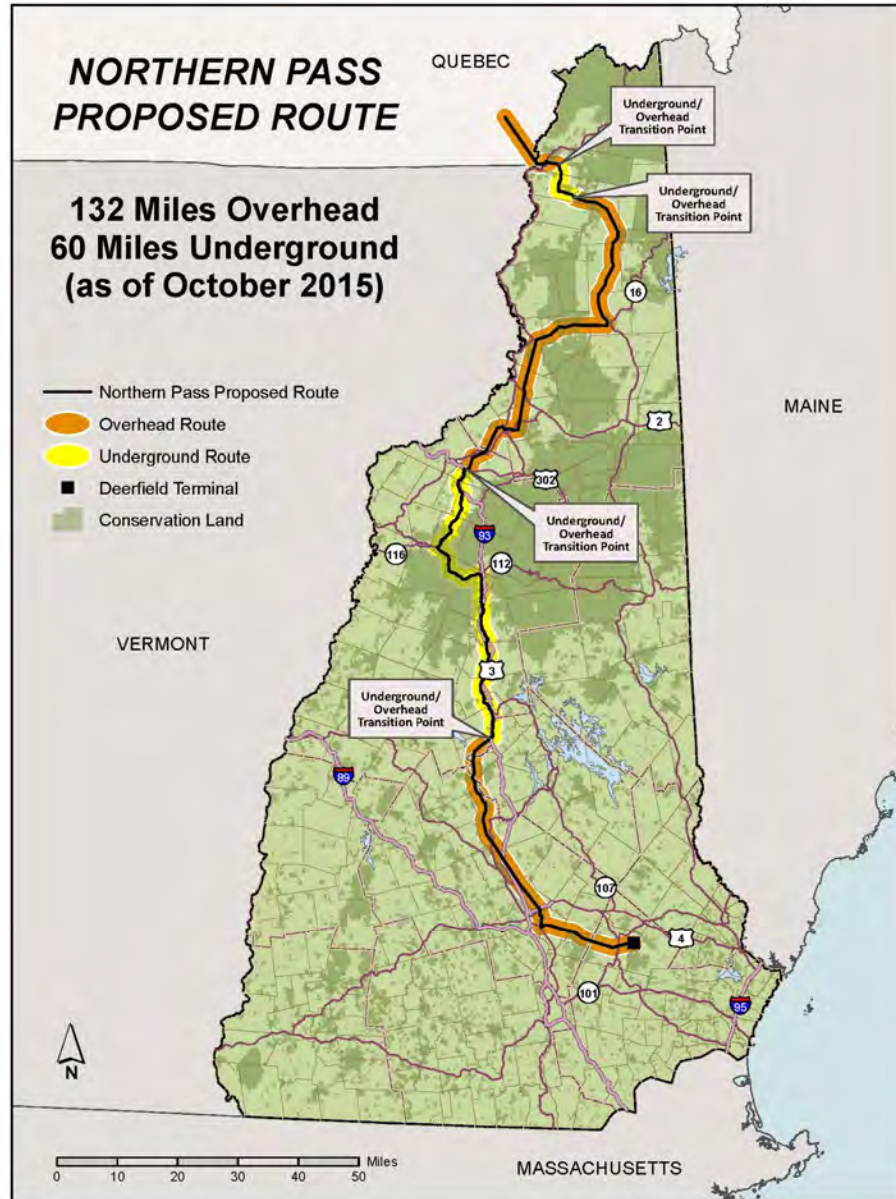 NORTHERN PASS
PROPOSED ROUTE
QUEBEC
Underground/
Overhead
Transition Point
Underground/
Overhead
Transition Point
132 Miles Overhead
60 Miles Underground
(as of October 2015)
16
Northern Pass Proposed Route
Overhead Route
Underground Route
Deerfield Terminal
Conservation Land
MAINE
2
302
Underground/
Overhead
Transition Point
93
116
112
VERMONT
3
Underground/
Overhead
Transition Point
89
107
4
101
95
N
Miles
0 10 20 30 40 50
MASSACHUSETTS